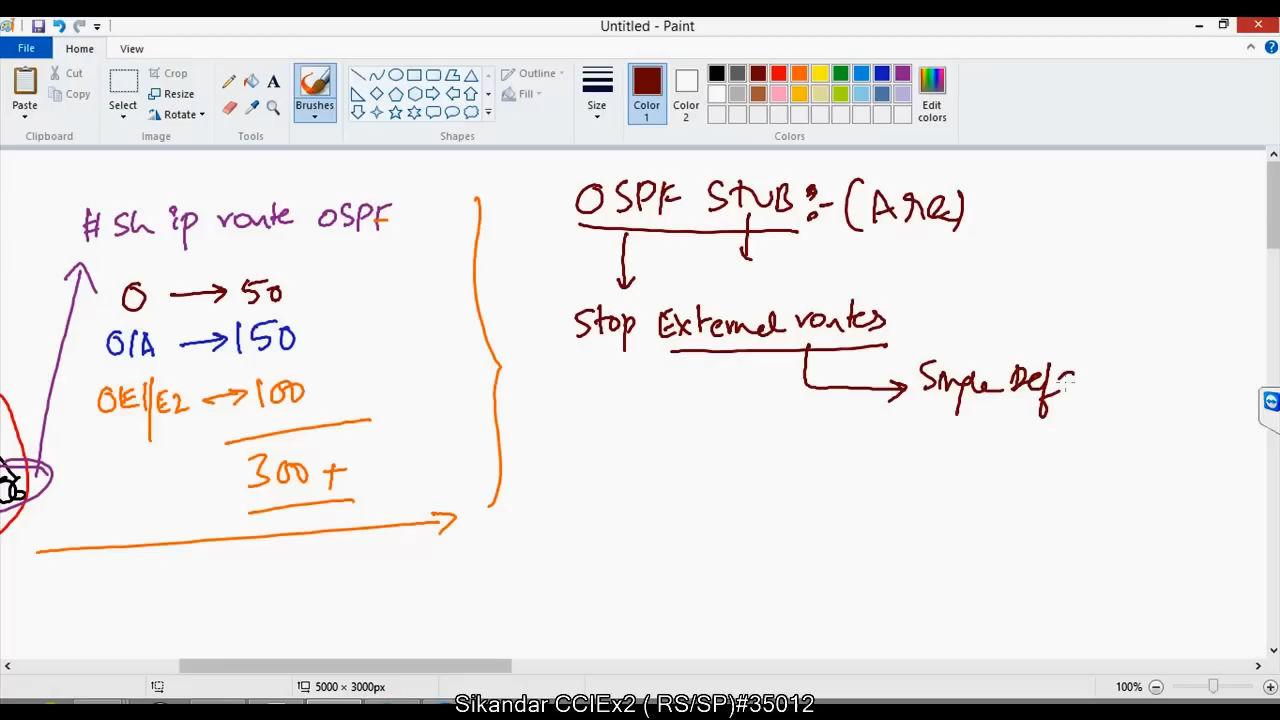 Untitled - Paint
File
Home
View
Paste
Cut
Copy
Clipboard
Select
Crop
Resize
Rotate
Image
A
Tools
Brushes
Shapes
Outline
Fill
Size
Color 1
Color 2
Edit colors
Colors
# Sh ip route OSPF
O → 50
O/A → 150
OE1/E2 → 100
300 +
OSPF STUB :- (Area)
Stop External routes
Single Def
5000 × 3000px
100%
Sikandar CCIEx2 ( RS/SP)#35012